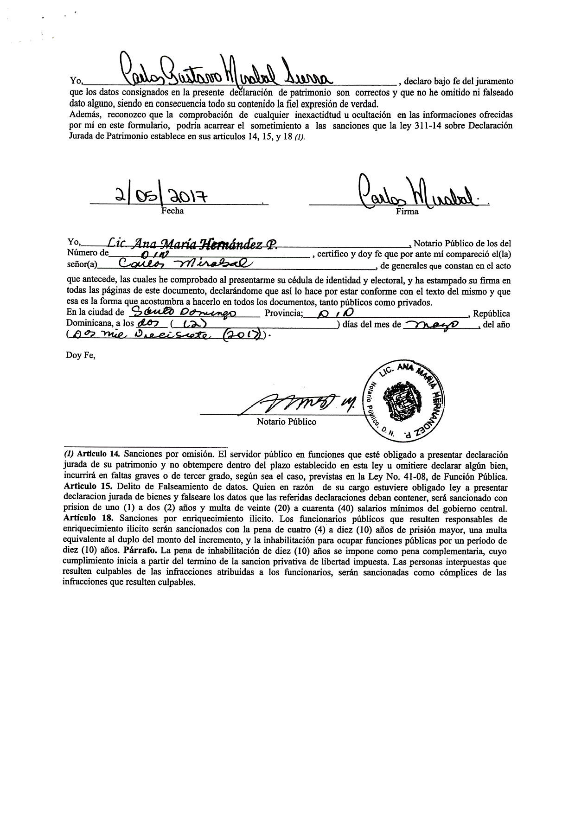 Yo, Carlos Gustavo Mirabal Sierra, declaro bajo fe del juramento
que los datos consignados en la presente declaración de patrimonio son correctos y que no he omitido ni falseado
dato alguno, siendo en consecuencia todo su contenido la fiel expresión de verdad.
Además, reconozco que la comprobación de cualquier inexactidtud u ocultación en las informaciones ofrecidas
por mí en este formulario, podría acarrear el sometimiento a las sanciones que la ley 311-14 sobre Declaración
Jurada de Patrimonio establece en sus articulos 14, 15, y 18 (1).
2/05/2017 Carlos Mirabal.
Fecha Firma
Yo, Lic. Ana María Hernández P., Notario Público de los del
Número de D.N, certifico y doy fe que por ante mí compareció el(la)
señor(a) Carlos Mirabal, de generales que constan en el acto
que antecede, las cuales he comprobado al presentarme su cédula de identidad y electoral, y ha estampado su firma en
todas las páginas de este documento, declarándome que así lo hace por estar conforme con el texto del mismo y que
esa es la forma que acostumbra a hacerlo en todos los documentos, tanto públicos como privados.
En la ciudad de Santo Domingo Provincia; D.N, República
Dominicana, a los dos (2) días del mes de mayo, del año
(Dos mil Diecisiete (2017).
Doy Fe,
Notario Público
LIC. ANA MARIA HERNANDEZ P.
Notario Público D. N.
(1) Artículo 14. Sanciones por omisión. El servidor público en funciones que esté obligado a presentar declaración
jurada de su patrimonio y no obtempere dentro del plazo establecido en esta ley u omitiere declarar algún bien,
incurrirá en faltas graves o de tercer grado, según sea el caso, previstas en la Ley No. 41-08, de Función Pública.
Artículo 15. Delito de Falseamiento de datos. Quien en razón de su cargo estuviere obligado ley a presentar
declaracion jurada de bienes y falseare los datos que las referidas declaraciones deban contener, será sancionado con
prision de uno (1) a dos (2) años y multa de veinte (20) a cuarenta (40) salarios mínimos del gobierno central.
Artículo 18. Sanciones por enriquecimiento ilicito. Los funcionarios públicos que resulten responsables de
enriquecimiento ilícito serán sancionados con la pena de cuatro (4) a diez (10) años de prisión mayor, una multa
equivalente al duplo del monto del incremento, y la inhabilitación para ocupar funciones públicas por un período de
diez (10) años. Párrafo. La pena de inhabilitación de diez (10) años se impone como pena complementaria, cuyo
cumplimiento inicia a partir del termino de la sancion privativa de libertad impuesta. Las personas interpuestas que
resulten culpables de las infracciones atribuidas a los funcionarios, serán sancionadas como cómplices de las
infracciones que resulten culpables.